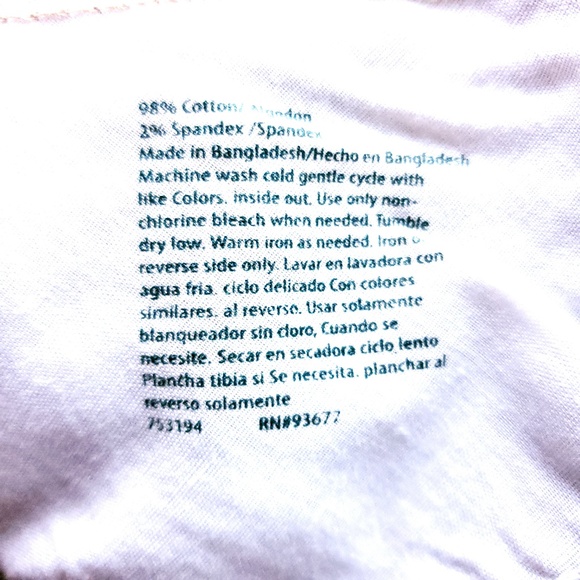 98% Cotton/ Algodon
2% Spandex /Spandex
Made in Bangladesh/Hecho en Bangladesh
Machine wash cold gentle cycle with
like Colors. inside out. Use only non-
chlorine bleach when needed. Tumble
dry low. Warm iron as needed. Iron
reverse side only. Lavar en lavadora con
agua fria. ciclo delicado Con colores
similares. al reverso. Usar solamente
blanqueador sin cloro, Cuando se
necesite. Secar en secadora ciclo lento
Plancha tibia si Se necesita. planchar al
reverso solamente
753194 RN#93677